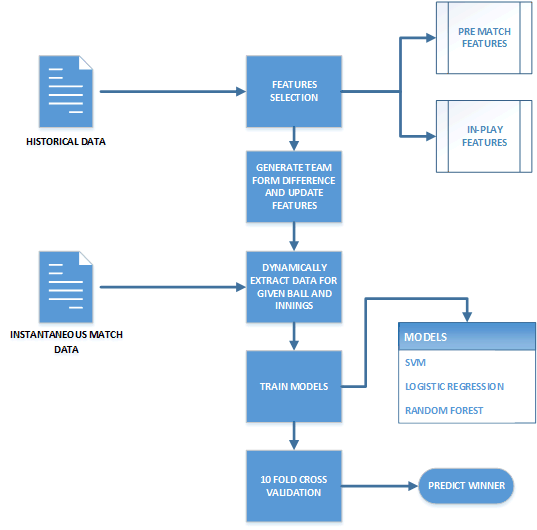 PRE MATCH
FEATURES
FEATURES
SELECTION
HISTORICAL DATA
IN-PLAY
FEATURES
GENERATE TEAM
FORM DIFFERENCE
AND UPDATE
FEATURES
DYNAMICALLY
EXTRACT DATA FOR
GIVEN BALL AND
INNINGS
INSTANTANEOUS MATCH
DATA
MODELS
SVM
LOGISTIC REGRESSION
RANDOM FOREST
TRAIN MODELS
10 FOLD CROSS
VALIDATION
PREDICT WINNER